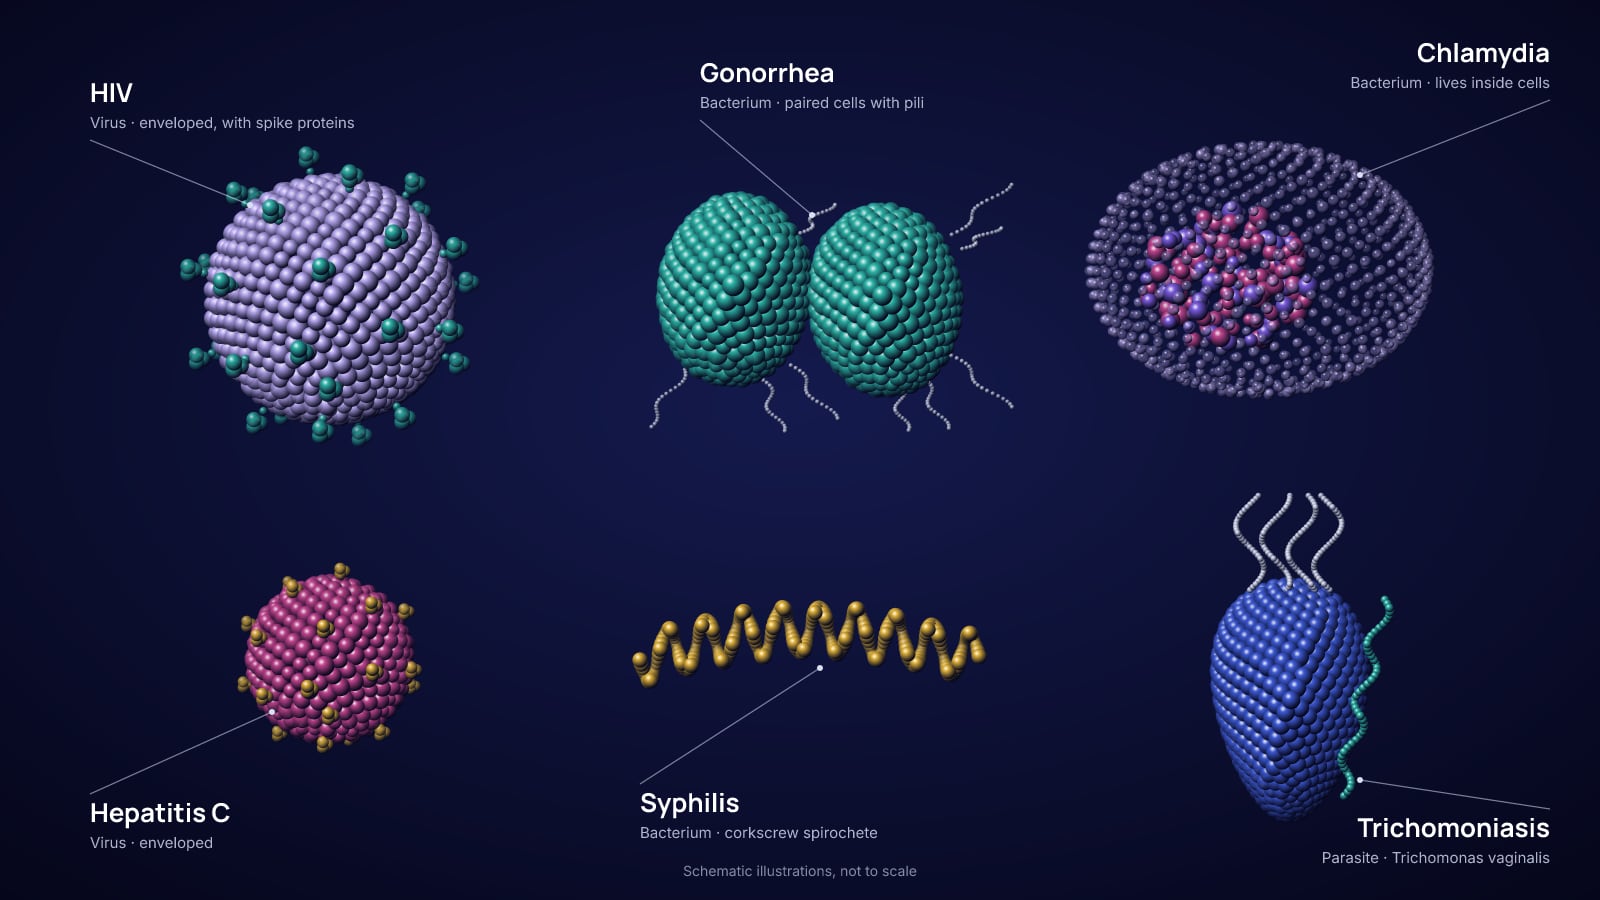 HIV
Virus · enveloped, with spike proteins
Gonorrhea
Bacterium · paired cells with pili
Chlamydia
Bacterium · lives inside cells
Hepatitis C
Virus · enveloped
Syphilis
Bacterium · corkscrew spirochete
Trichomoniasis
Parasite · Trichomonas vaginalis
Schematic illustrations, not to scale